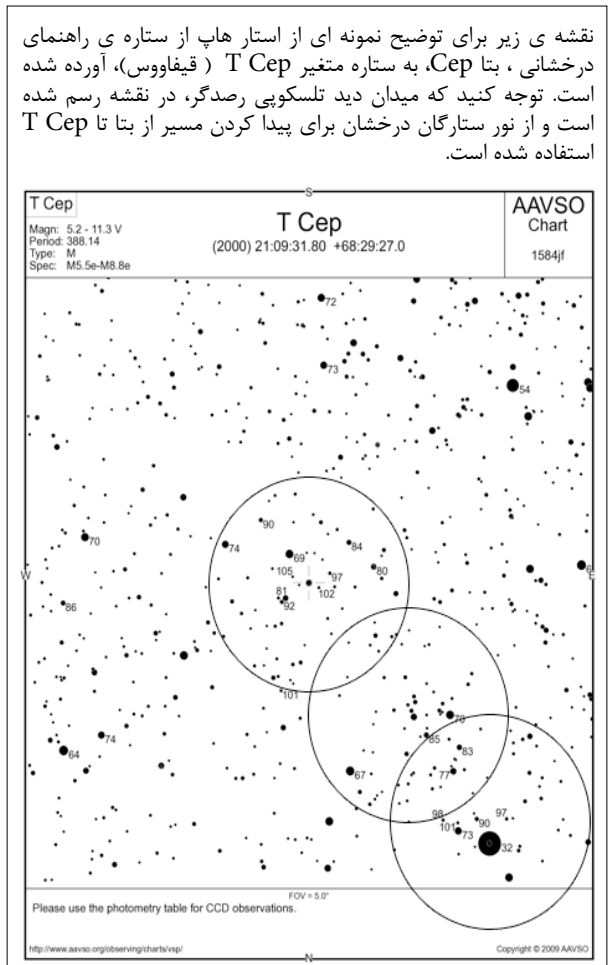 نقشه ی زیر برای توضیح نمونه ای از استار هاپ از ستاره ی راهنمای
درخشانی ، بتا Cep، به ستاره متغیر T Cep ( قیفاووس)، آورده شده
است. توجه کنید که میدان دید تلسکوپی رصدگر، در نقشه رسم شده
است و از نور ستارگان درخشان برای پیدا کردن مسیر از بتا تا T Cep
استفاده شده است.
S
T Cep
Magn: 5.2 - 11.3 V
Period: 388.14
Type: M
Spec: M5.5e-M8.8e
T Cep
(2000) 21:09:31.80 +68:29:27.0
AAVSO
Chart
1584jf
72
73
54
90
70
74
84
69
105
97
80
W
E
81
102
86
92
101
78
74
85
64
83
67
77
98
97
90
101
73
32
FOV = 5.0°
Please use the photometry table for CCD observations.
http://www.aavso.org/observing/charts/vsp/
N
Copyright © 2009 AAVSO